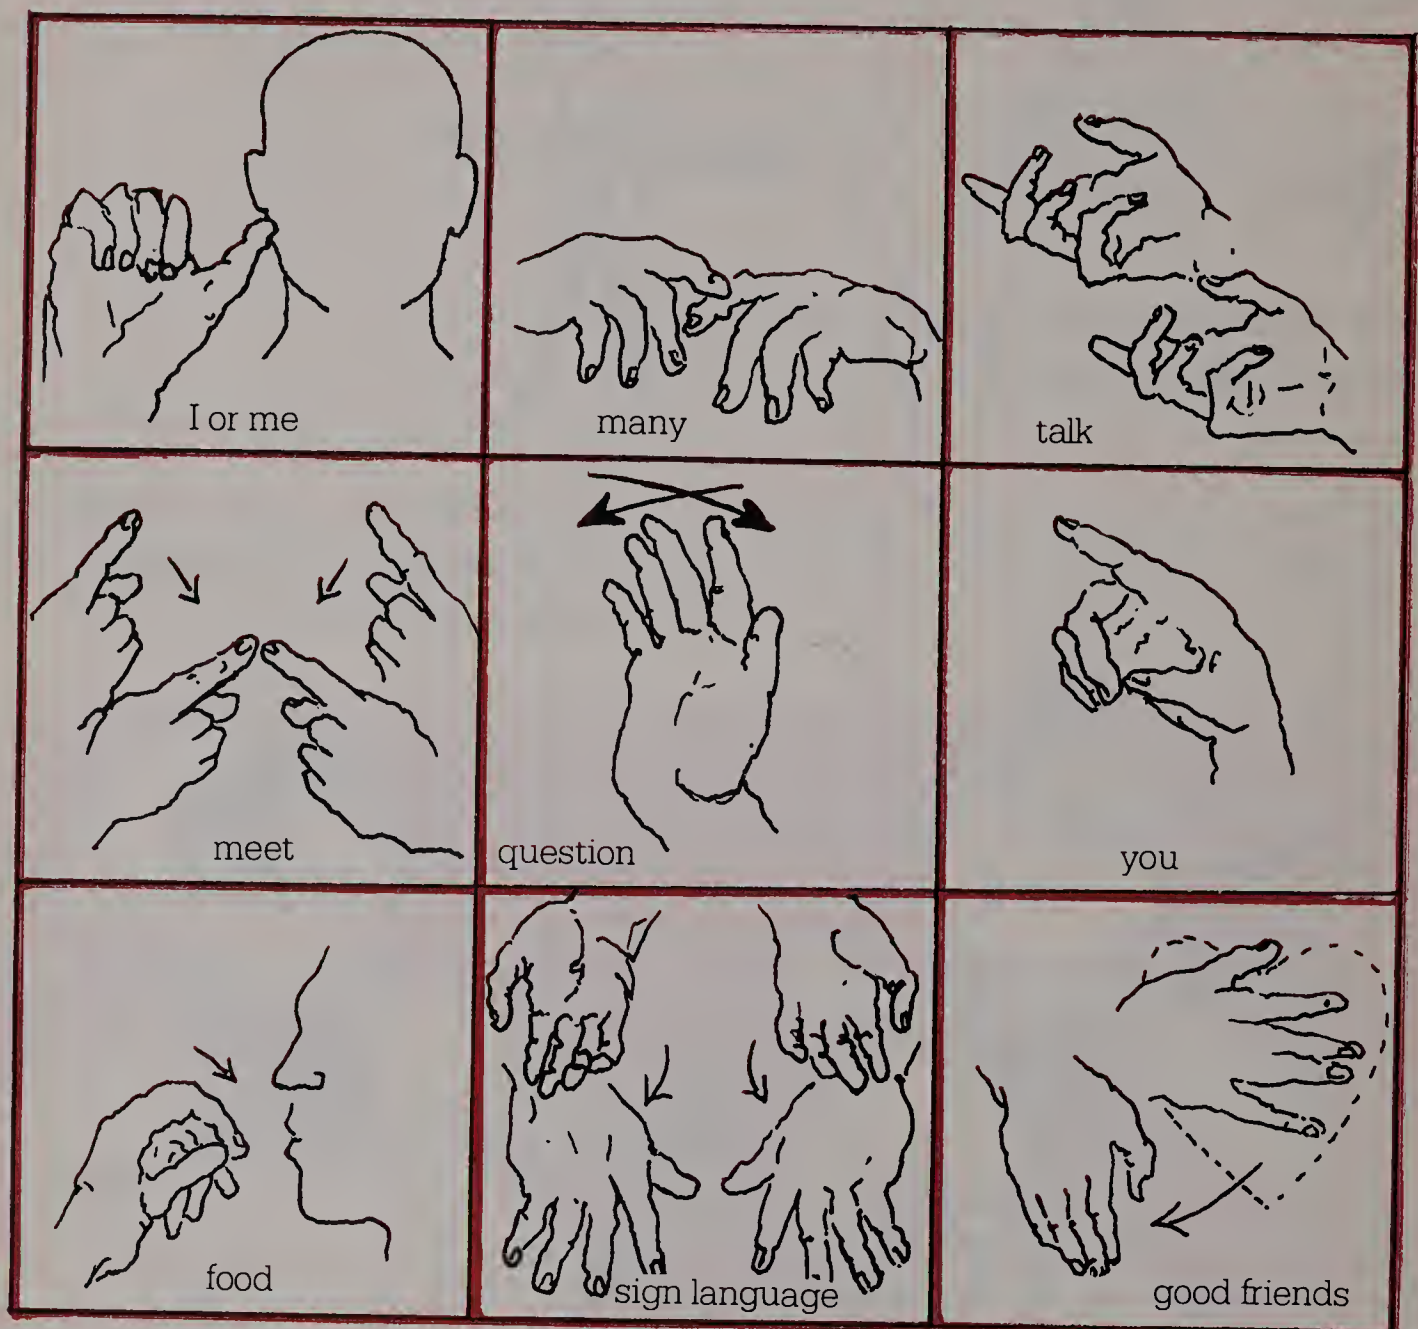 I or me
many
talk
meet
question
you
food
sign language
good friends